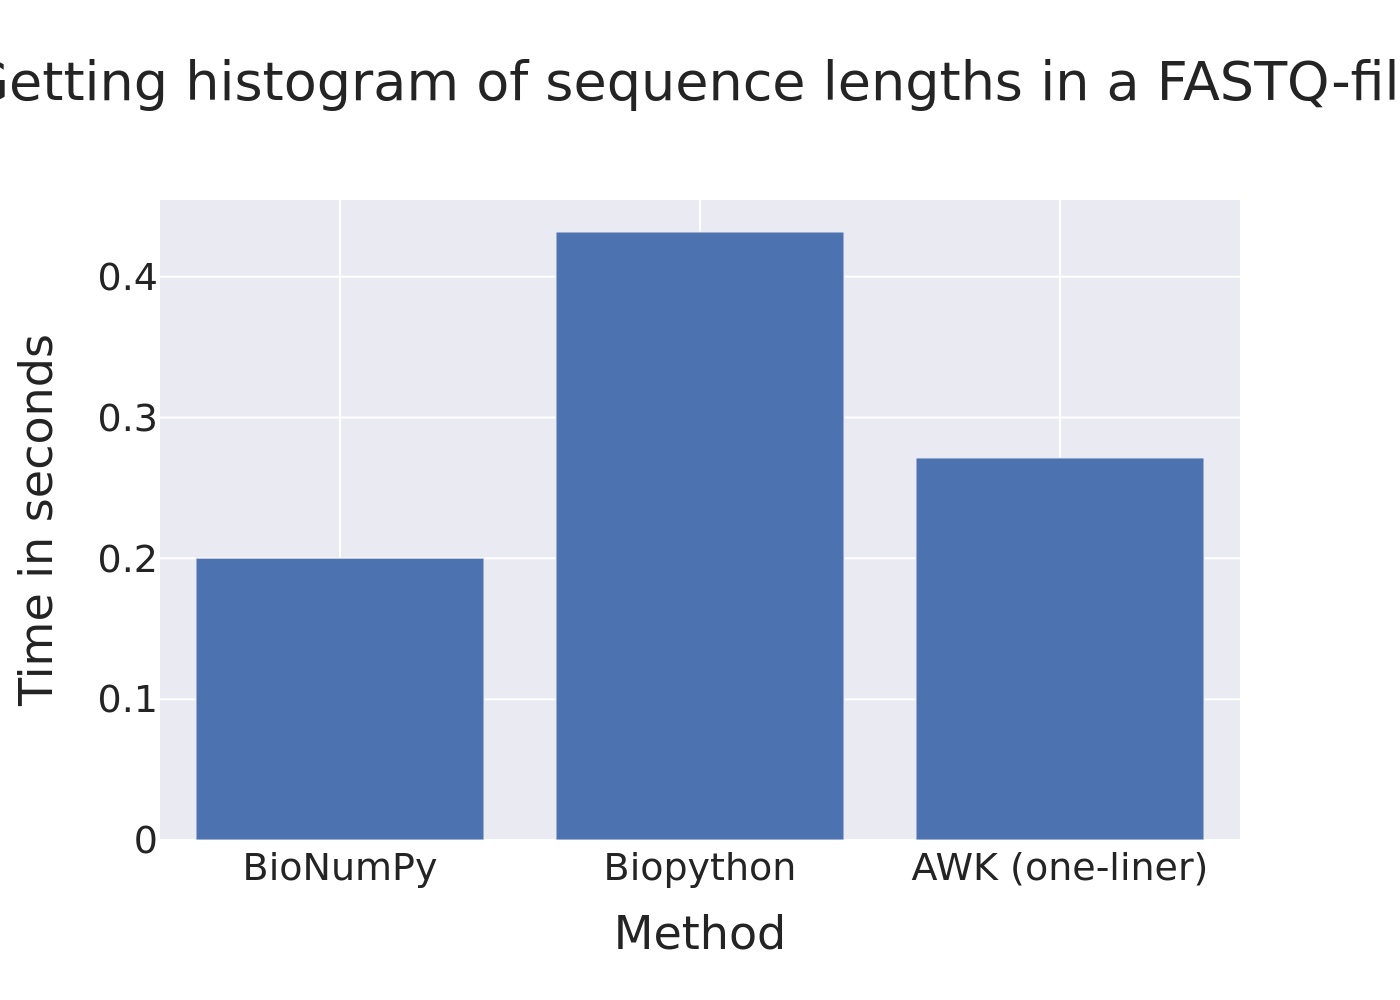 etting histogram of sequence lengths in a FASTQ-fil
Time in seconds
0.4
0.3
0.2
0.1
0
BioNumPy
Biopython
AWK (one-liner)
Method